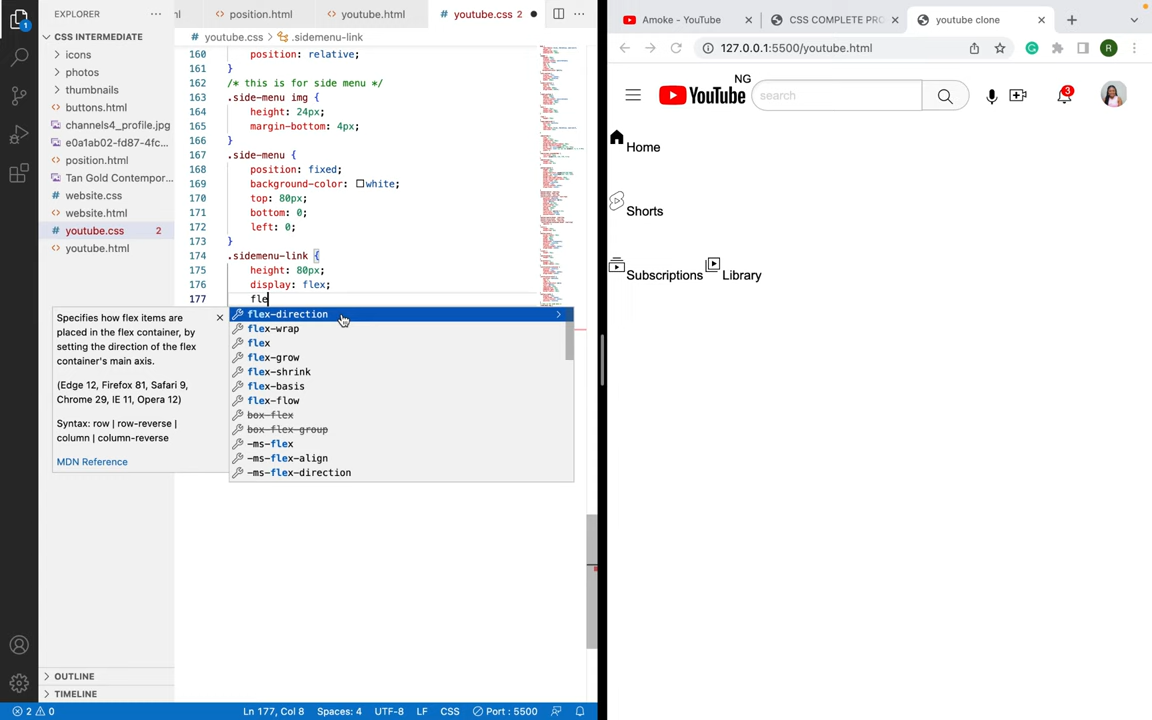 1
EXPLORER
CSS INTERMEDIATE
icons
photos
thumbnails
buttons.html
channels4_profile.jpg
e0a1ab02-fd87-4fc...
position.html
Tan Gold Contempor...
website.css
website.html
youtube.css 2
youtube.html
OUTLINE
TIMELINE
position.html
youtube.html
youtube.css 2
youtube.css > .sidemenu-link
160 position: relative;
161 }
162 /* this is for side menu */
163 .side-menu img {
164 height: 24px;
165 margin-bottom: 4px;
166 }
167 .side-menu {
168 position: fixed;
169 background-color: white;
170 top: 80px;
171 bottom: 0;
172 left: 0;
173 }
174 .sidemenu-link {
175 height: 80px;
176 display: flex;
177 fle
Specifies how flex items are
placed in the flex container, by
setting the direction of the flex
container's main axis.
(Edge 12, Firefox 81, Safari 9,
Chrome 29, IE 11, Opera 12)
Syntax: row | row-reverse |
column | column-reverse
MDN Reference
flex-direction
flex-wrap
flex
flex-grow
flex-shrink
flex-basis
flex-flow
box-flex
box-flex-group
-ms-flex
-ms-flex-align
-ms-flex-direction
2 0 Ln 177, Col 8 Spaces: 4 UTF-8 LF CSS Port : 5500
Amoke - YouTube
CSS COMPLETE PRO
youtube clone
127.0.0.1:5500/youtube.html
R
YouTube NG
search
3
Home
Shorts
Subscriptions Library